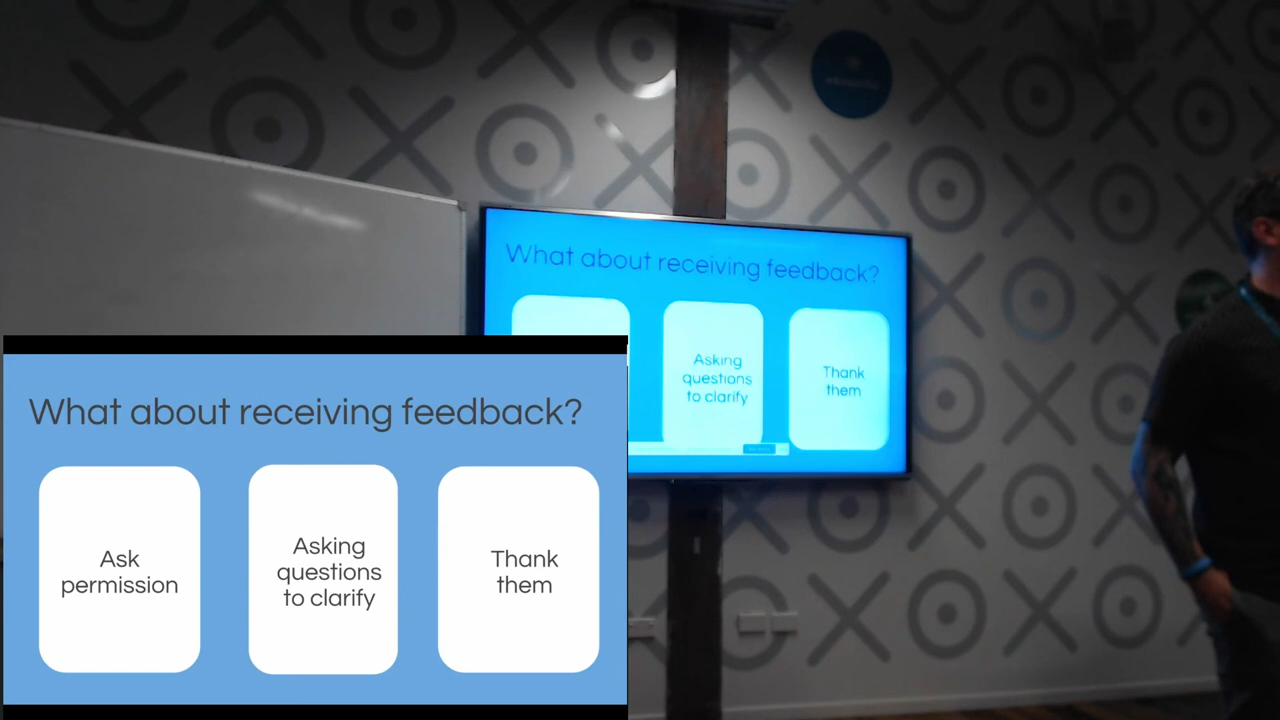 What about receiving feedback?
Asking
questions
to clarify
Thank
them
What about receiving feedback?
Ask
permission
Asking
questions
to clarify
Thank
them